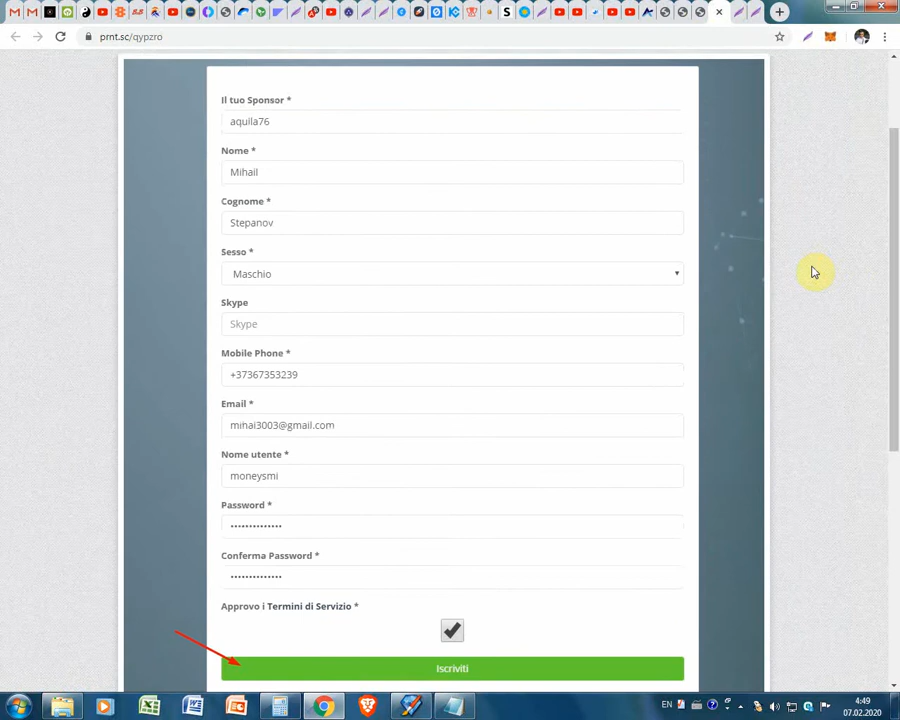 prnt.sc/qypzro
Il tuo Sponsor *
aquila76
Nome *
Mihail
Cognome *
Stepanov
Sesso *
Maschio
Skype
Skype
Mobile Phone *
+37367353239
Email *
mihai3003@gmail.com
Nome utente *
moneysmi
Password *
••••••••••••••
Conferma Password *
••••••••••••••
Approvo i Termini di Servizio *
Iscriviti
EN
4:49
07.02.2020